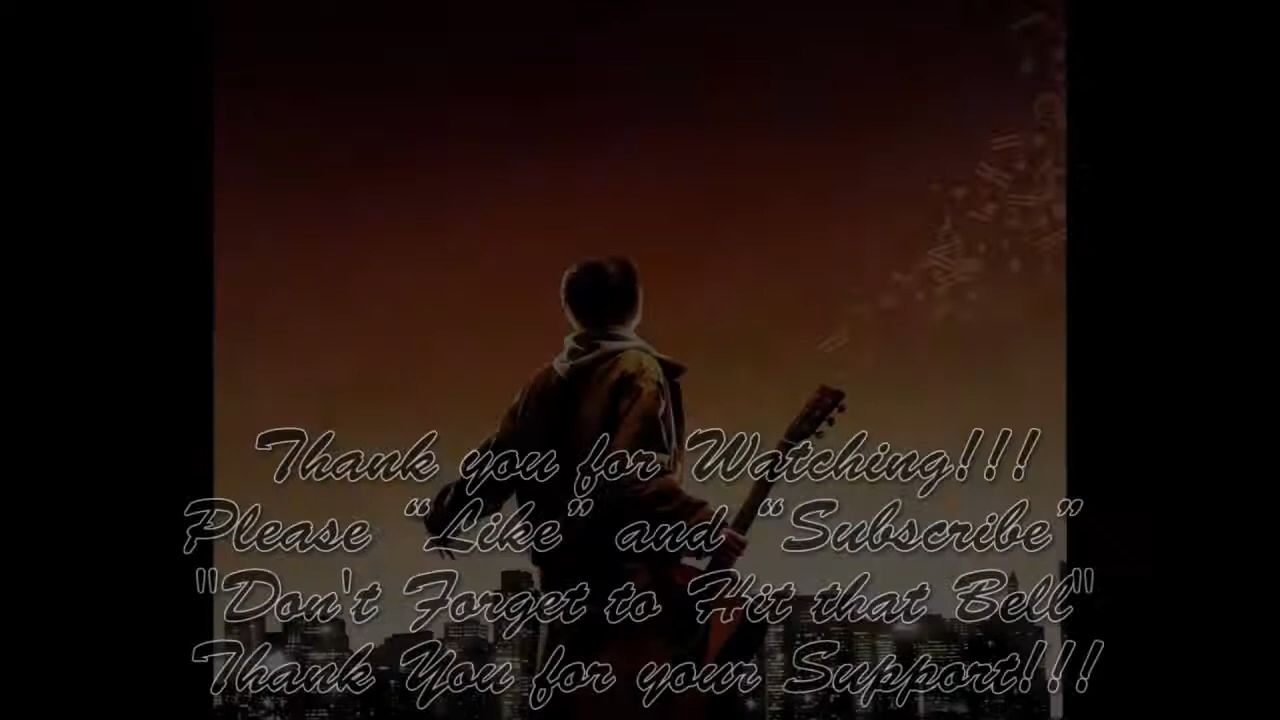 Thank you for Watching!!!
Please “Like” and “Subscribe”
"Don't Forget to Hit that Bell"
Thank You for your Support!!!